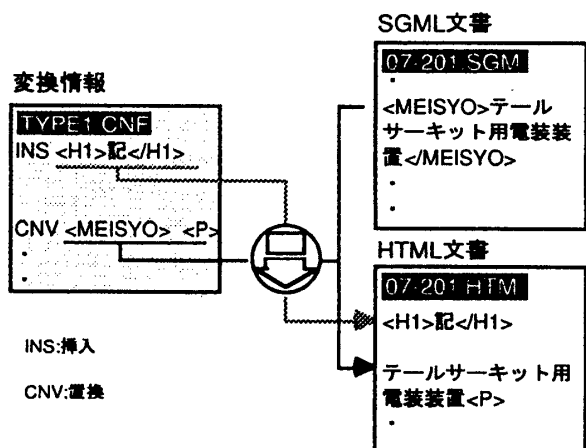 変換情報
TYPE1.CNF
INS <H1>記</H1>
CNV <MEISYO> <P>
INS:挿入
CNV:置換
SGML文書
07-201.SGM
<MEISYO>テール
サーキット用電装装
置</MEISYO>
HTML文書
07-201.HTM
<H1>記</H1>
テールサーキット用
電装装置<P>